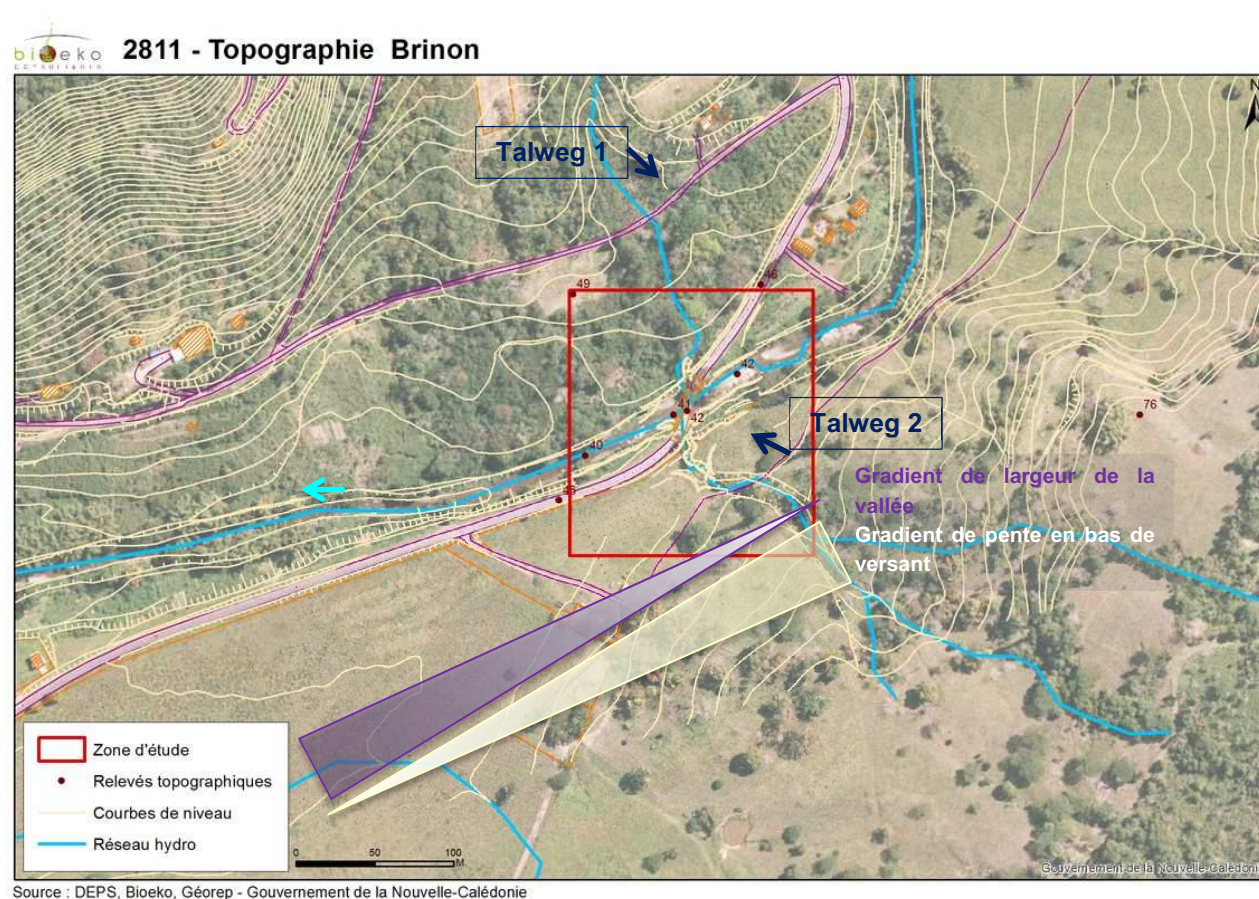 bioeko
CONSULTANTS
2811 - Topographie Brinon
N
Talweg 1
46
49
42
76
41
42
Talweg 2
40
Gradient de largeur de la
vallée
Gradient de pente en bas de
versant
Zone d'étude
Relevés topographiques
Courbes de niveau
Réseau hydro
0 50 100
M
Gouvernement de la Nouvelle-Calédonie
Source : DEPS, Bioeko, Géorep - Gouvernement de la Nouvelle-Calédonie